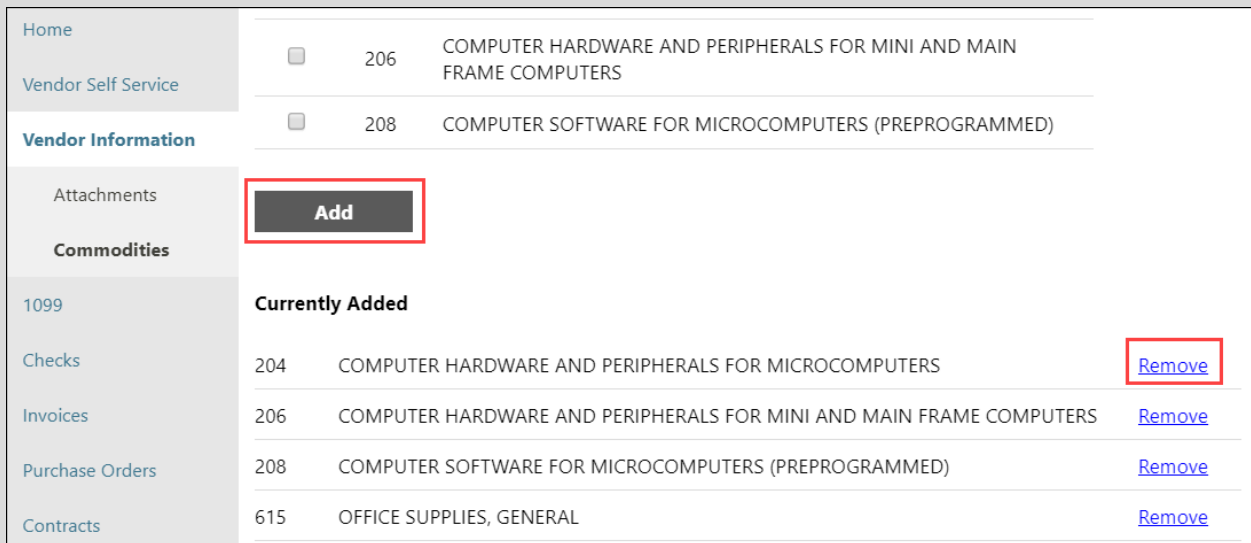 Home
Vendor Self Service
Vendor Information
Attachments
Commodities
1099
Checks
Invoices
Purchase Orders
Contracts
206 COMPUTER HARDWARE AND PERIPHERALS FOR MINI AND MAIN
FRAME COMPUTERS
208 COMPUTER SOFTWARE FOR MICROCOMPUTERS (PREPROGRAMMED)
Add
Currently Added
204 COMPUTER HARDWARE AND PERIPHERALS FOR MICROCOMPUTERS Remove
206 COMPUTER HARDWARE AND PERIPHERALS FOR MINI AND MAIN FRAME COMPUTERS Remove
208 COMPUTER SOFTWARE FOR MICROCOMPUTERS (PREPROGRAMMED) Remove
615 OFFICE SUPPLIES, GENERAL Remove